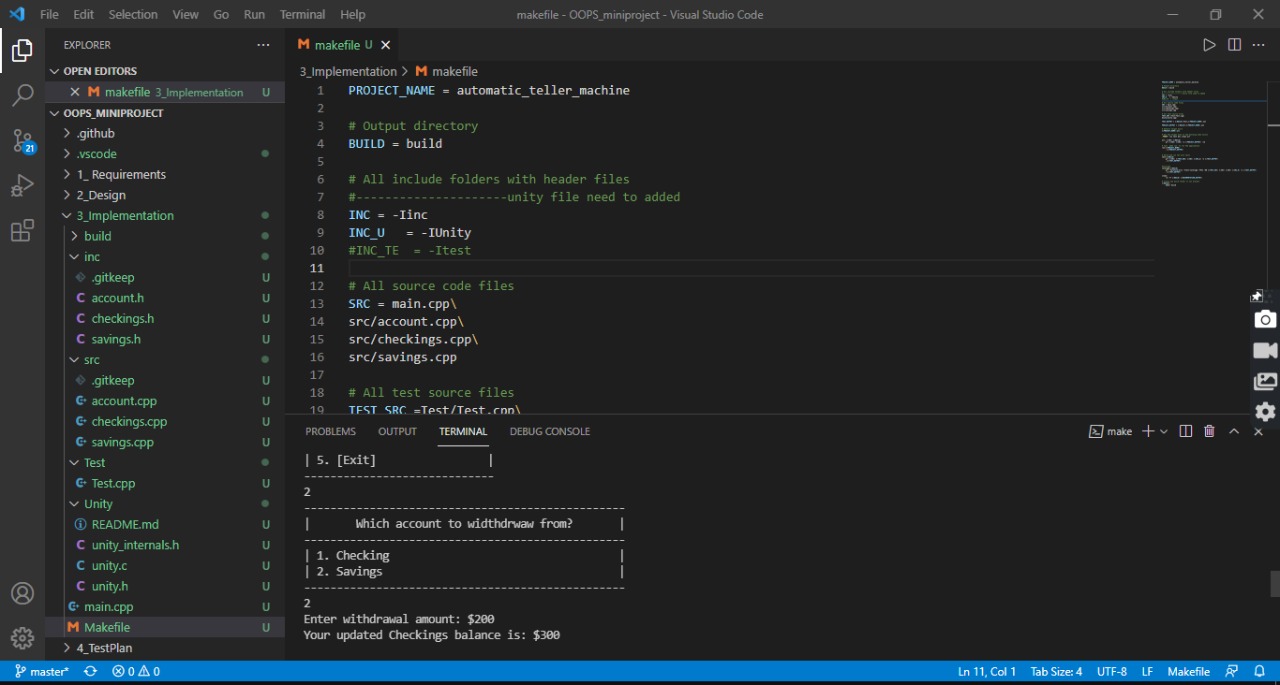 File Edit Selection View Go Run Terminal Help
makefile - OOPS_miniproject - Visual Studio Code
EXPLORER
OPEN EDITORS
makefile 3_Implementation U
OOPS_MINIPROJECT
.github
.vscode
1_ Requirements
2_Design
3_Implementation
build
inc
.gitkeep U
account.h U
checkings.h U
savings.h U
src
.gitkeep U
account.cpp U
checkings.cpp U
savings.cpp U
Test
Test.cpp U
Unity
README.md U
unity_internals.h U
unity.c U
unity.h U
main.cpp U
Makefile U
4_TestPlan
21
makefile U
3_Implementation > makefile
1 PROJECT_NAME = automatic_teller_machine
2
3 # Output directory
4 BUILD = build
5
6 # All include folders with header files
7 #----------------------unity file need to added
8 INC = -Iinc
9 INC_U   = -IUnity
10 #INC_TE  = -Itest
11
12 # All source code files
13 SRC = main.cpp\
14 src/account.cpp\
15 src/checkings.cpp\
16 src/savings.cpp
17
18 # All test source files
19 TEST_SRC =Test/Test.cpp\
PROBLEMS OUTPUT TERMINAL DEBUG CONSOLE
make
| 5. [Exit]                 |
-----------------------------
2
-------------------------------------------------
|       Which account to widthdrwaw from?       |
-------------------------------------------------
| 1. Checking                                   |
| 2. Savings                                    |
-------------------------------------------------
2
Enter withdrawal amount: $200
Your updated Checkings balance is: $300
master* 0 0
Ln 11, Col 1 Tab Size: 4 UTF-8 LF Makefile